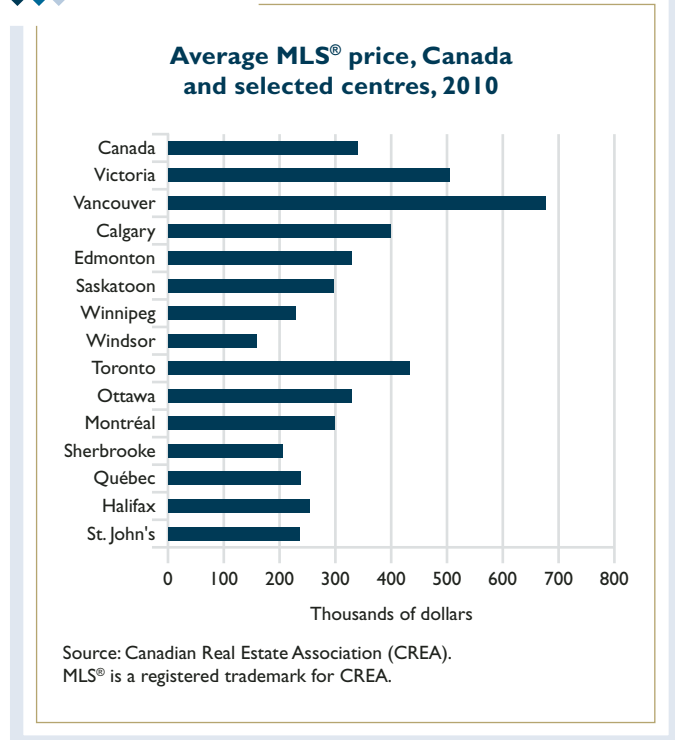 Average MLS® price, Canada
and selected centres, 2010
Canada
Victoria
Vancouver
Calgary
Edmonton
Saskatoon
Winnipeg
Windsor
Toronto
Ottawa
Montréal
Sherbrooke
Québec
Halifax
St. John's
0 100 200 300 400 500 600 700 800
Thousands of dollars
Source: Canadian Real Estate Association (CREA).
MLS® is a registered trademark for CREA.